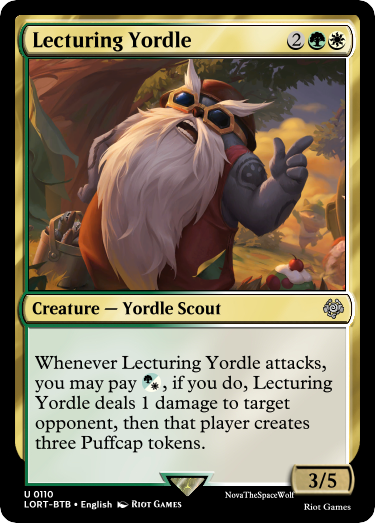 Lecturing Yordle 2
Creature — Yordle Scout
Whenever Lecturing Yordle attacks,
you may pay , if you do, Lecturing
Yordle deals 1 damage to target
opponent, then that player creates
three Puffcap tokens.
3/5
U 0110
LORT-BTB • English RIOT GAMES
NovaTheSpaceWolf
Riot Games